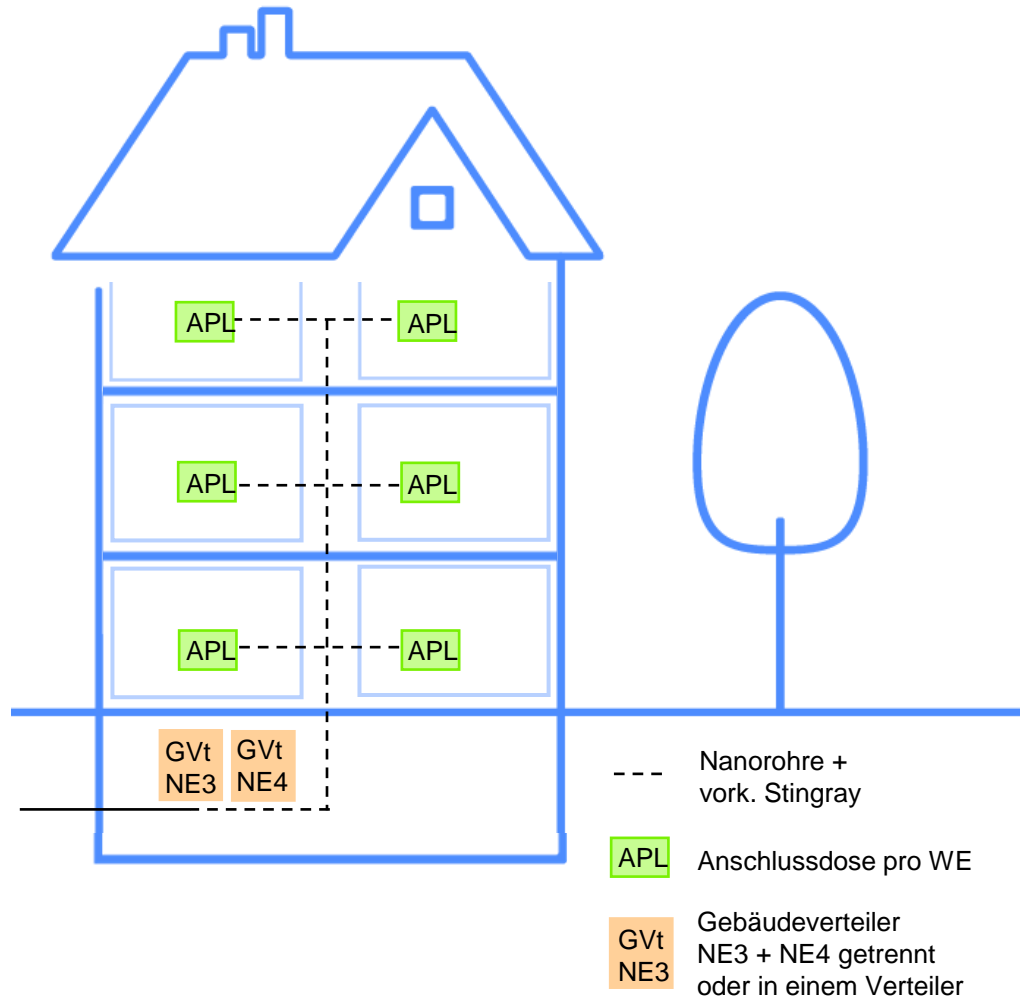 APL APL
APL APL
APL APL
GVt GVt
NE3 NE4
Nanorohre +
vork. Stingray
APL Anschlussdose pro WE
Gebäudeverteiler
GVt NE3 + NE4 getrennt
NE3 oder in einem Verteiler